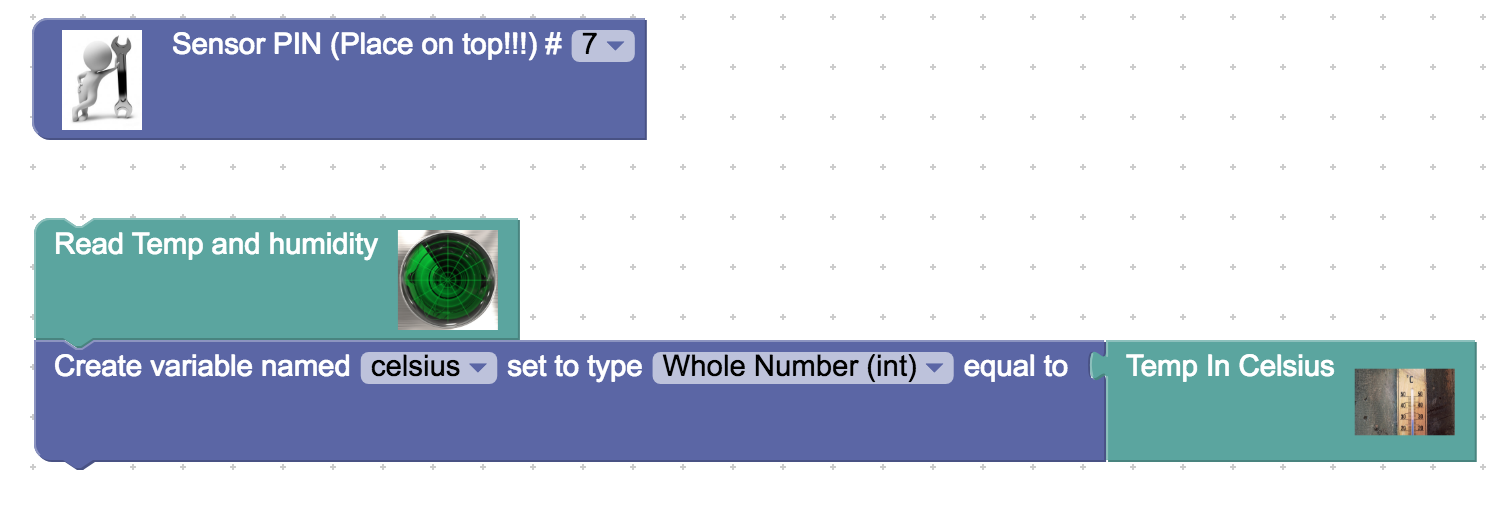 Sensor PIN (Place on top!!!) # 7
Read Temp and humidity
Create variable named celsius set to type Whole Number (int) equal to Temp In Celsius